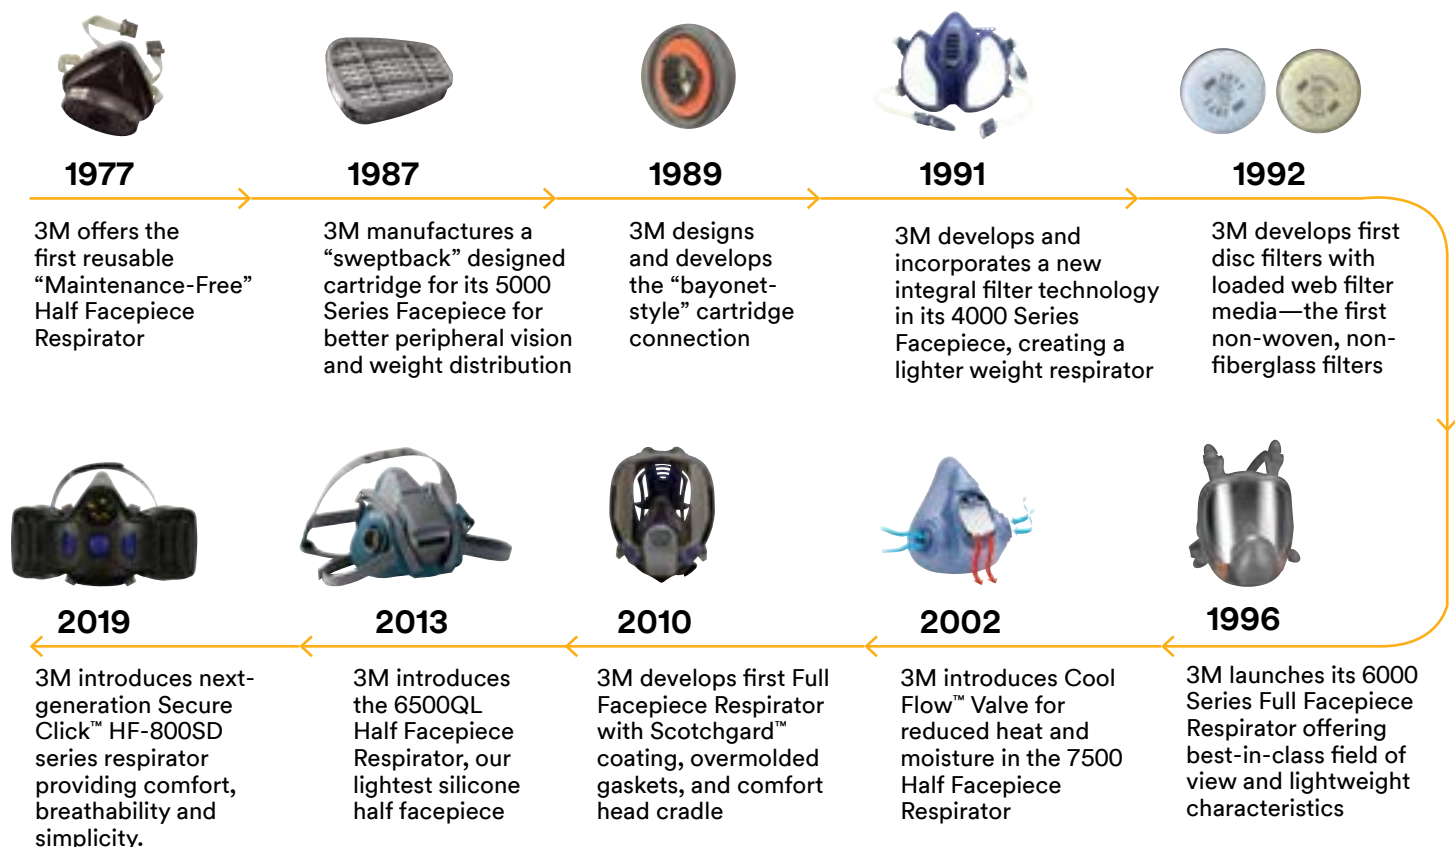 1977
3M offers the
first reusable
“Maintenance-Free”
Half Facepiece
Respirator
1987
3M manufactures a
“sweptback” designed
cartridge for its 5000
Series Facepiece for
better peripheral vision
and weight distribution
1989
3M designs
and develops
the “bayonet-
style” cartridge
connection
1991
3M develops and
incorporates a new
integral filter technology
in its 4000 Series
Facepiece, creating a
lighter weight respirator
1992
3M develops first
disc filters with
loaded web filter
media—the first
non-woven, non-
fiberglass filters
1996
3M launches its 6000
Series Full Facepiece
Respirator offering
best-in-class field of
view and lightweight
characteristics
2002
3M introduces Cool
Flow™ Valve for
reduced heat and
moisture in the 7500
Half Facepiece
Respirator
2010
3M develops first Full
Facepiece Respirator
with Scotchgard™
coating, overmolded
gaskets, and comfort
head cradle
2013
3M introduces
the 6500QL
Half Facepiece
Respirator, our
lightest silicone
half facepiece
2019
3M introduces next-
generation Secure
Click™ HF-800SD
series respirator
providing comfort,
breathability and
simplicity.